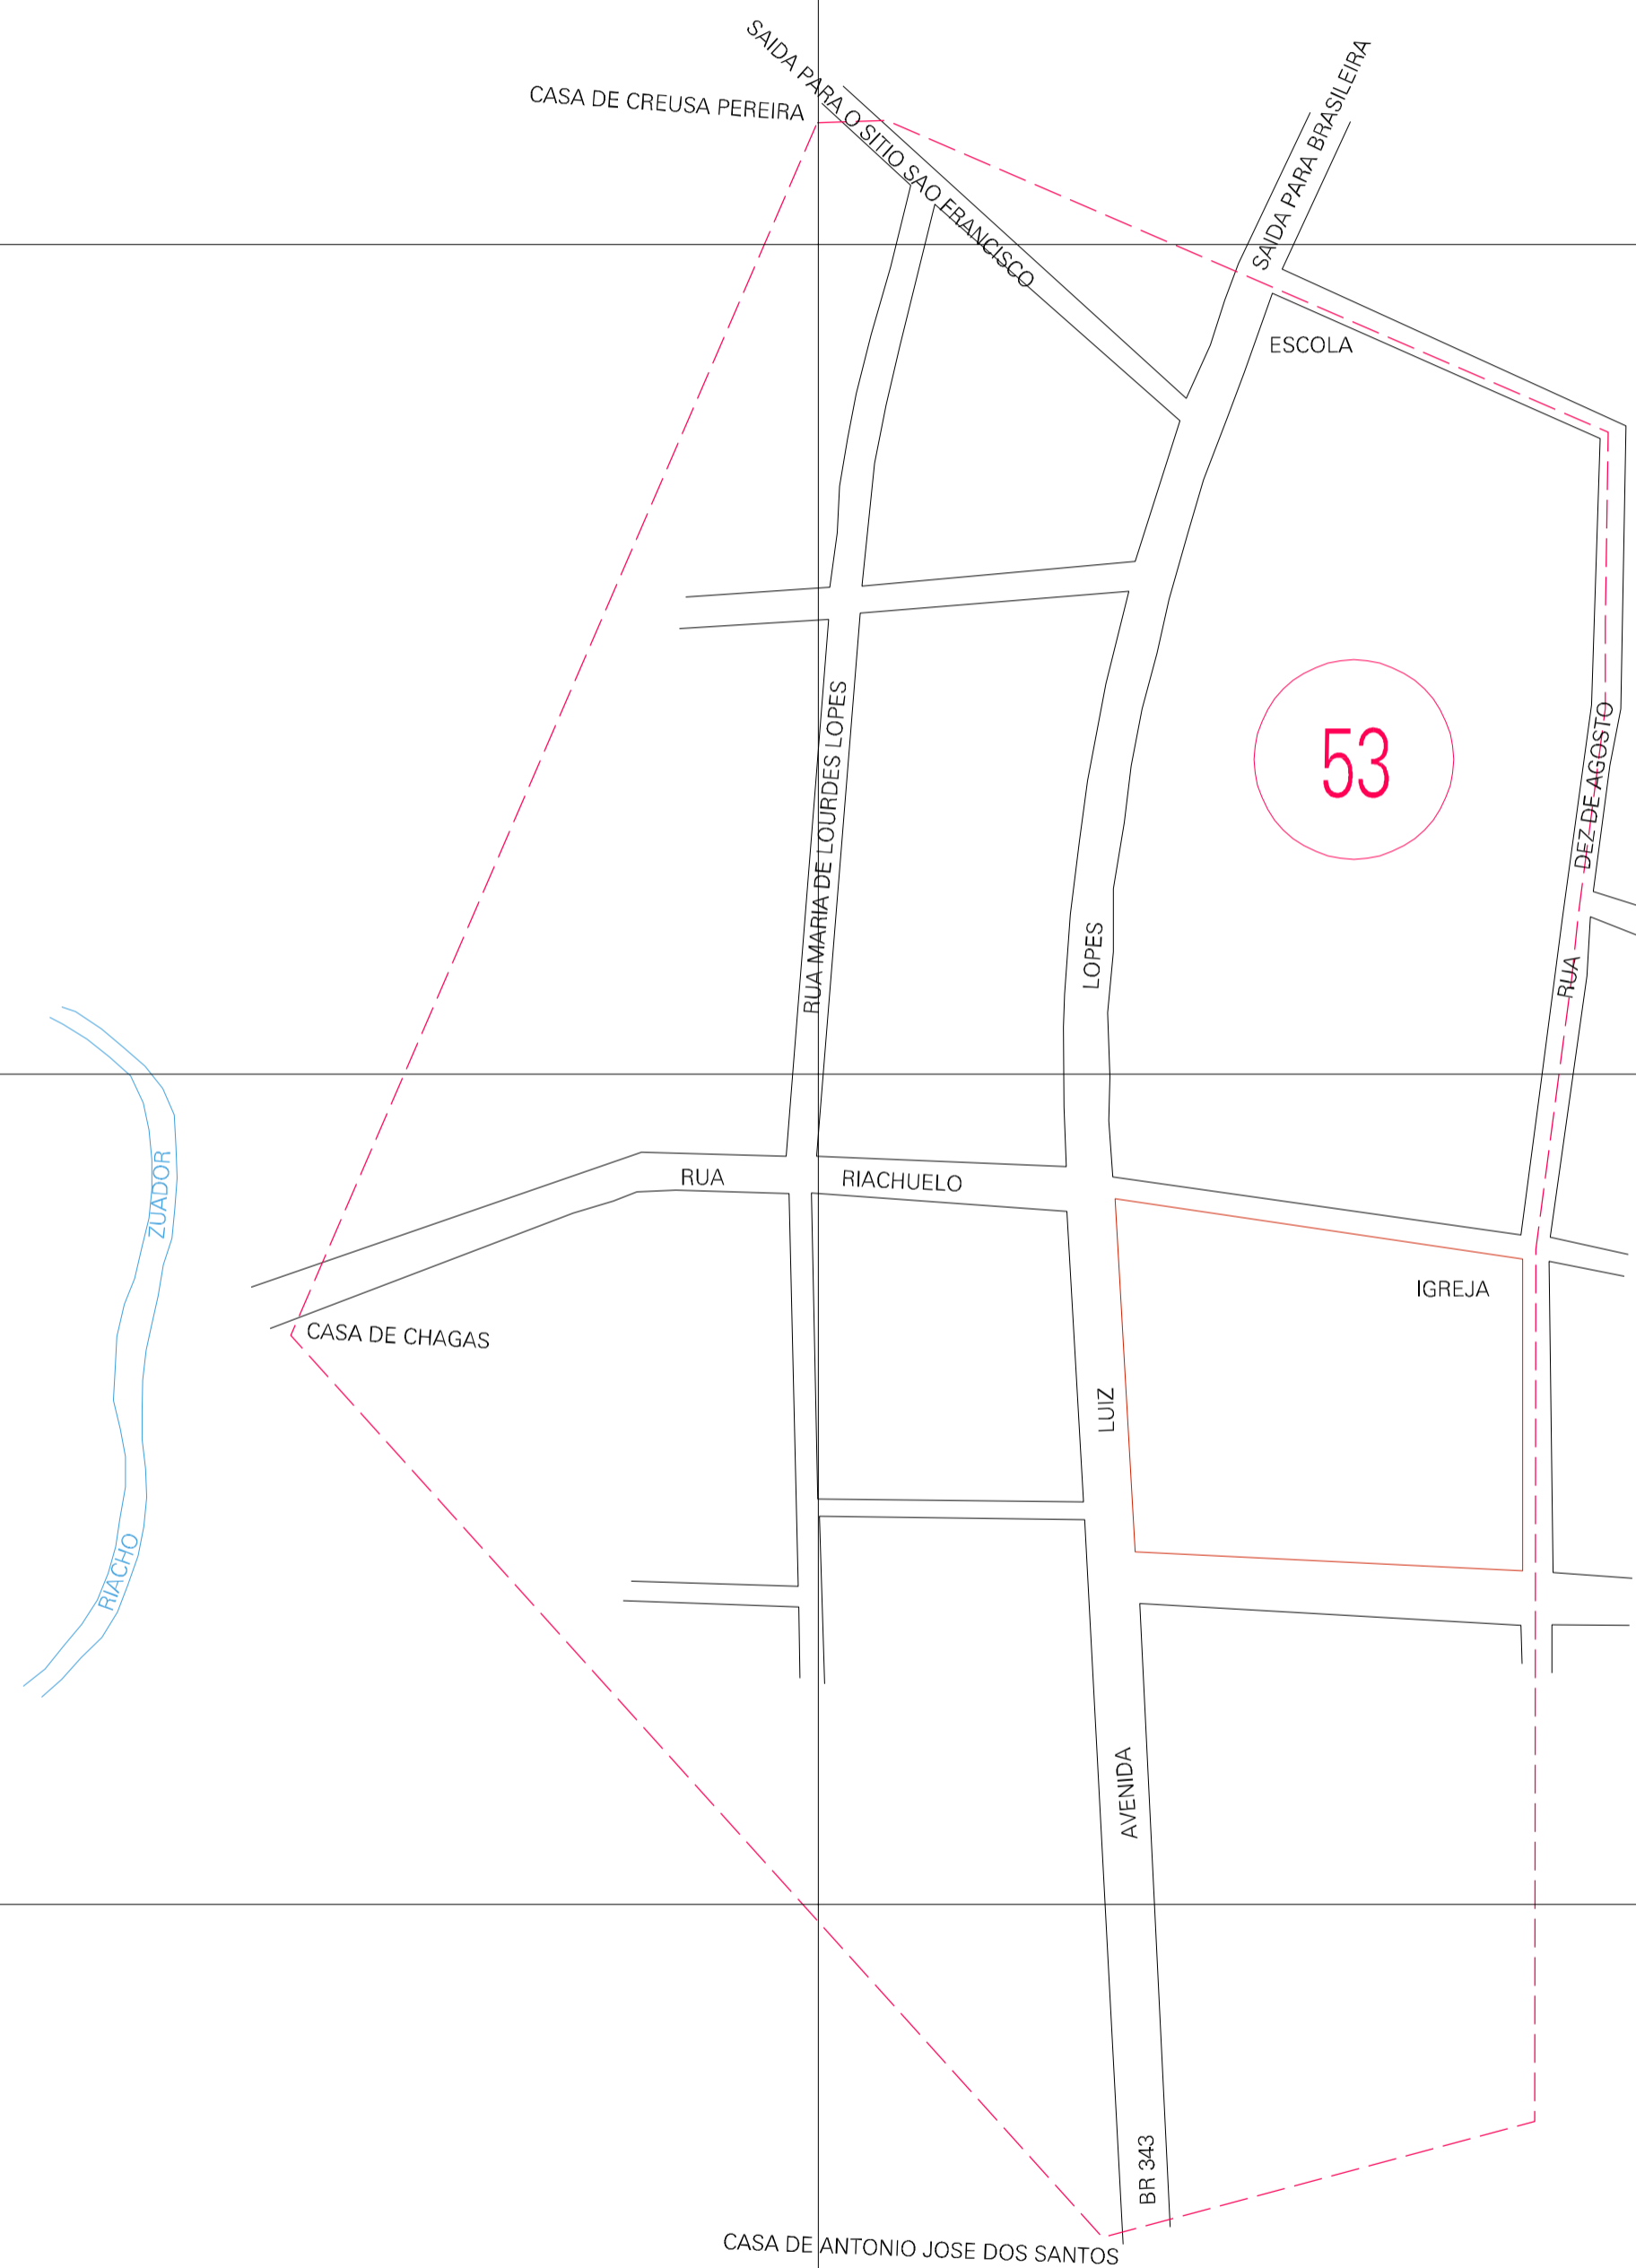 SAIDA PARA O SITIO SAO FRANCISCO
SAIDA PARA BRASILEIRA
CASA DE CREUSA PEREIRA
ESCOLA
53
RUA MARIA DE LOURDES LOPES
RUA DEZ DE AGOSTO
RUA RIACHUELO
IGREJA
CASA DE CHAGAS
RIACHO ZUADOR
AVENIDA LUIZ LOPES
BR 343
CASA DE ANTONIO JOSE DOS SANTOS